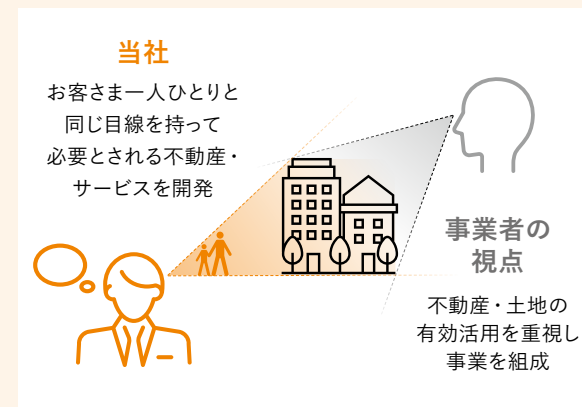 当社
お客さま一人ひとりと
同じ目線を持って
必要とされる不動産・
サービスを開発
事業者の
視点
不動産・土地の
有効活用を重視し
事業を組成